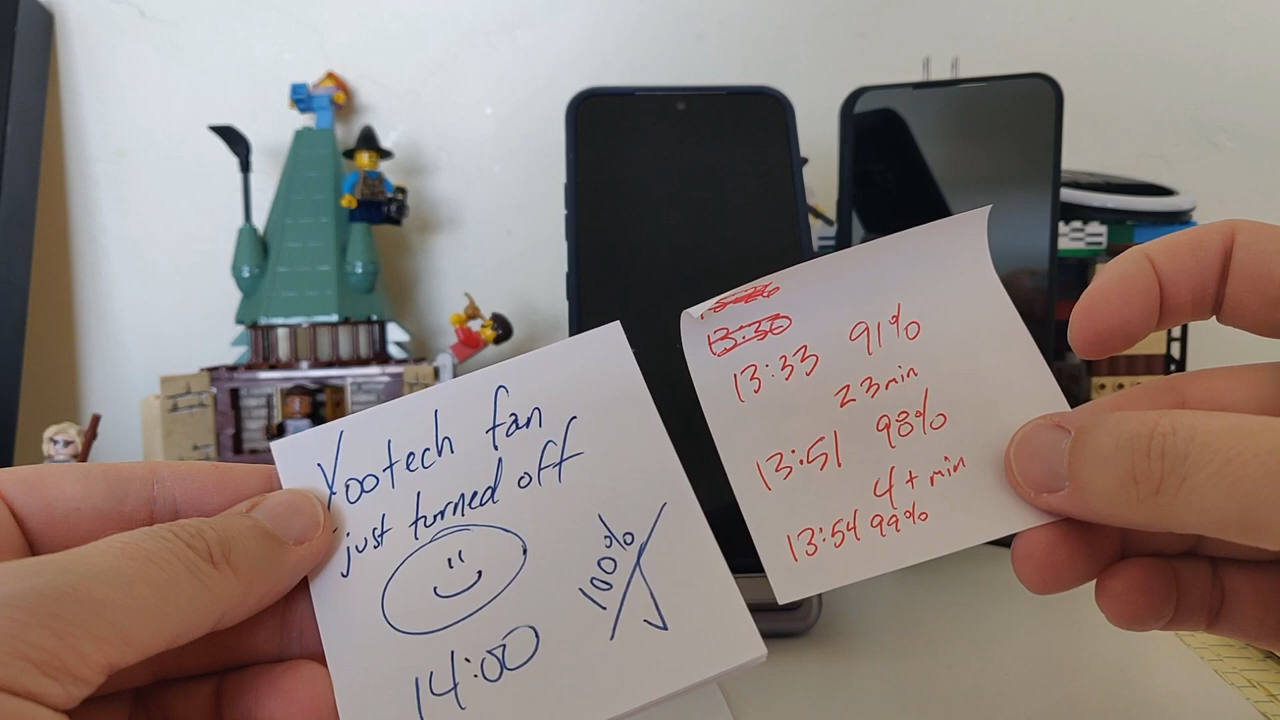 Yootech fan
just turned off
14:00
100%
13:30
13:33 91%
23min
13:51 98%
4+ min
13:54 99%